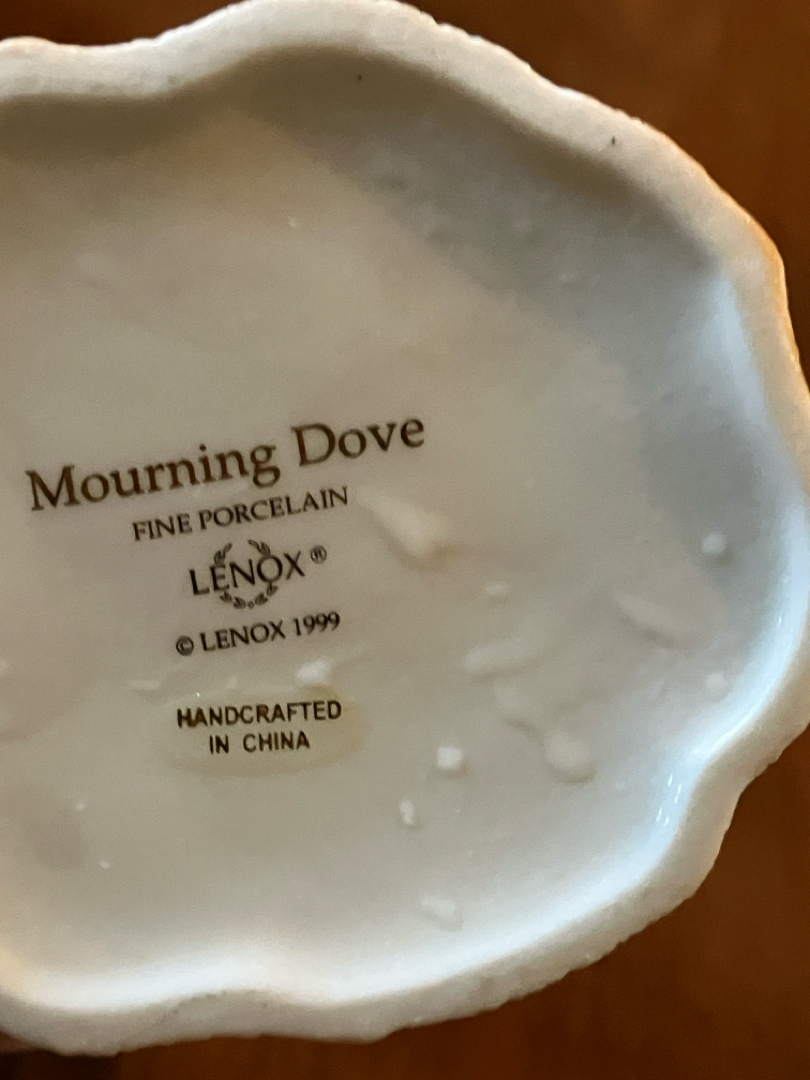 Mourning Dove
FINE PORCELAIN
LENOX®
© LENOX 1999
HANDCRAFTED
IN CHINA